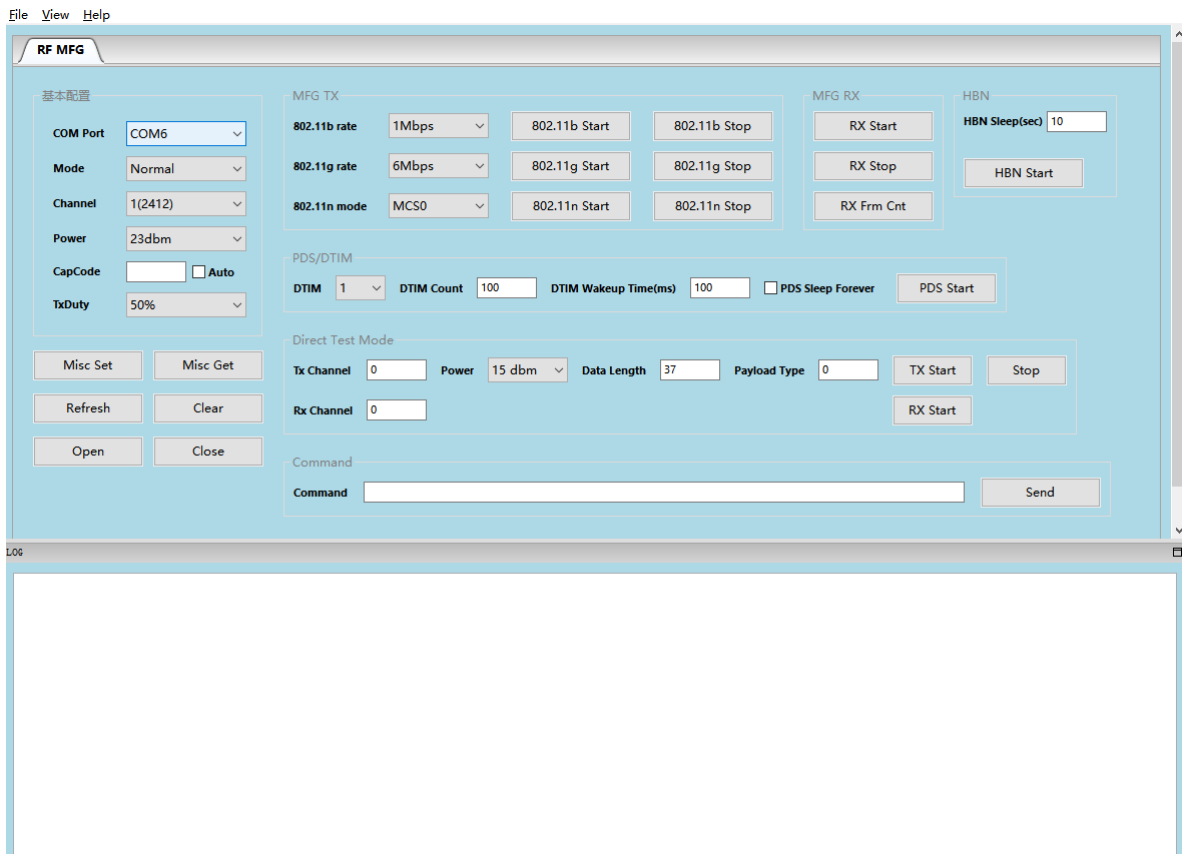 File View Help
RF MFG
基本配置
COM Port COM6
Mode Normal
Channel 1(2412)
Power 23dbm
CapCode Auto
TxDuty 50%
Misc Set Misc Get
Refresh Clear
Open Close
MFG TX
802.11b rate 1Mbps 802.11b Start 802.11b Stop
802.11g rate 6Mbps 802.11g Start 802.11g Stop
802.11n mode MCS0 802.11n Start 802.11n Stop
MFG RX
RX Start
RX Stop
RX Frm Cnt
HBN
HBN Sleep(sec) 10
HBN Start
PDS/DTIM
DTIM 1 DTIM Count 100 DTIM Wakeup Time(ms) 100 PDS Sleep Forever PDS Start
Direct Test Mode
Tx Channel 0 Power 15 dbm Data Length 37 Payload Type 0 TX Start Stop
Rx Channel 0 RX Start
Command
Command Send
LOG